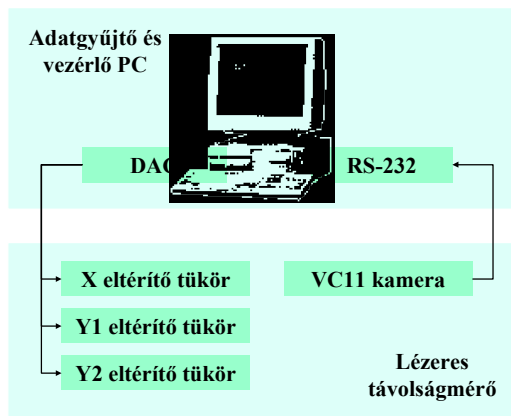 Adatgyűjtő és
vezérlő PC
RS-232
X eltérítő tükör
VC11 kamera
Y1 eltérítő tükör
Y2 eltérítő tükör
Lézeres
távolságmérő